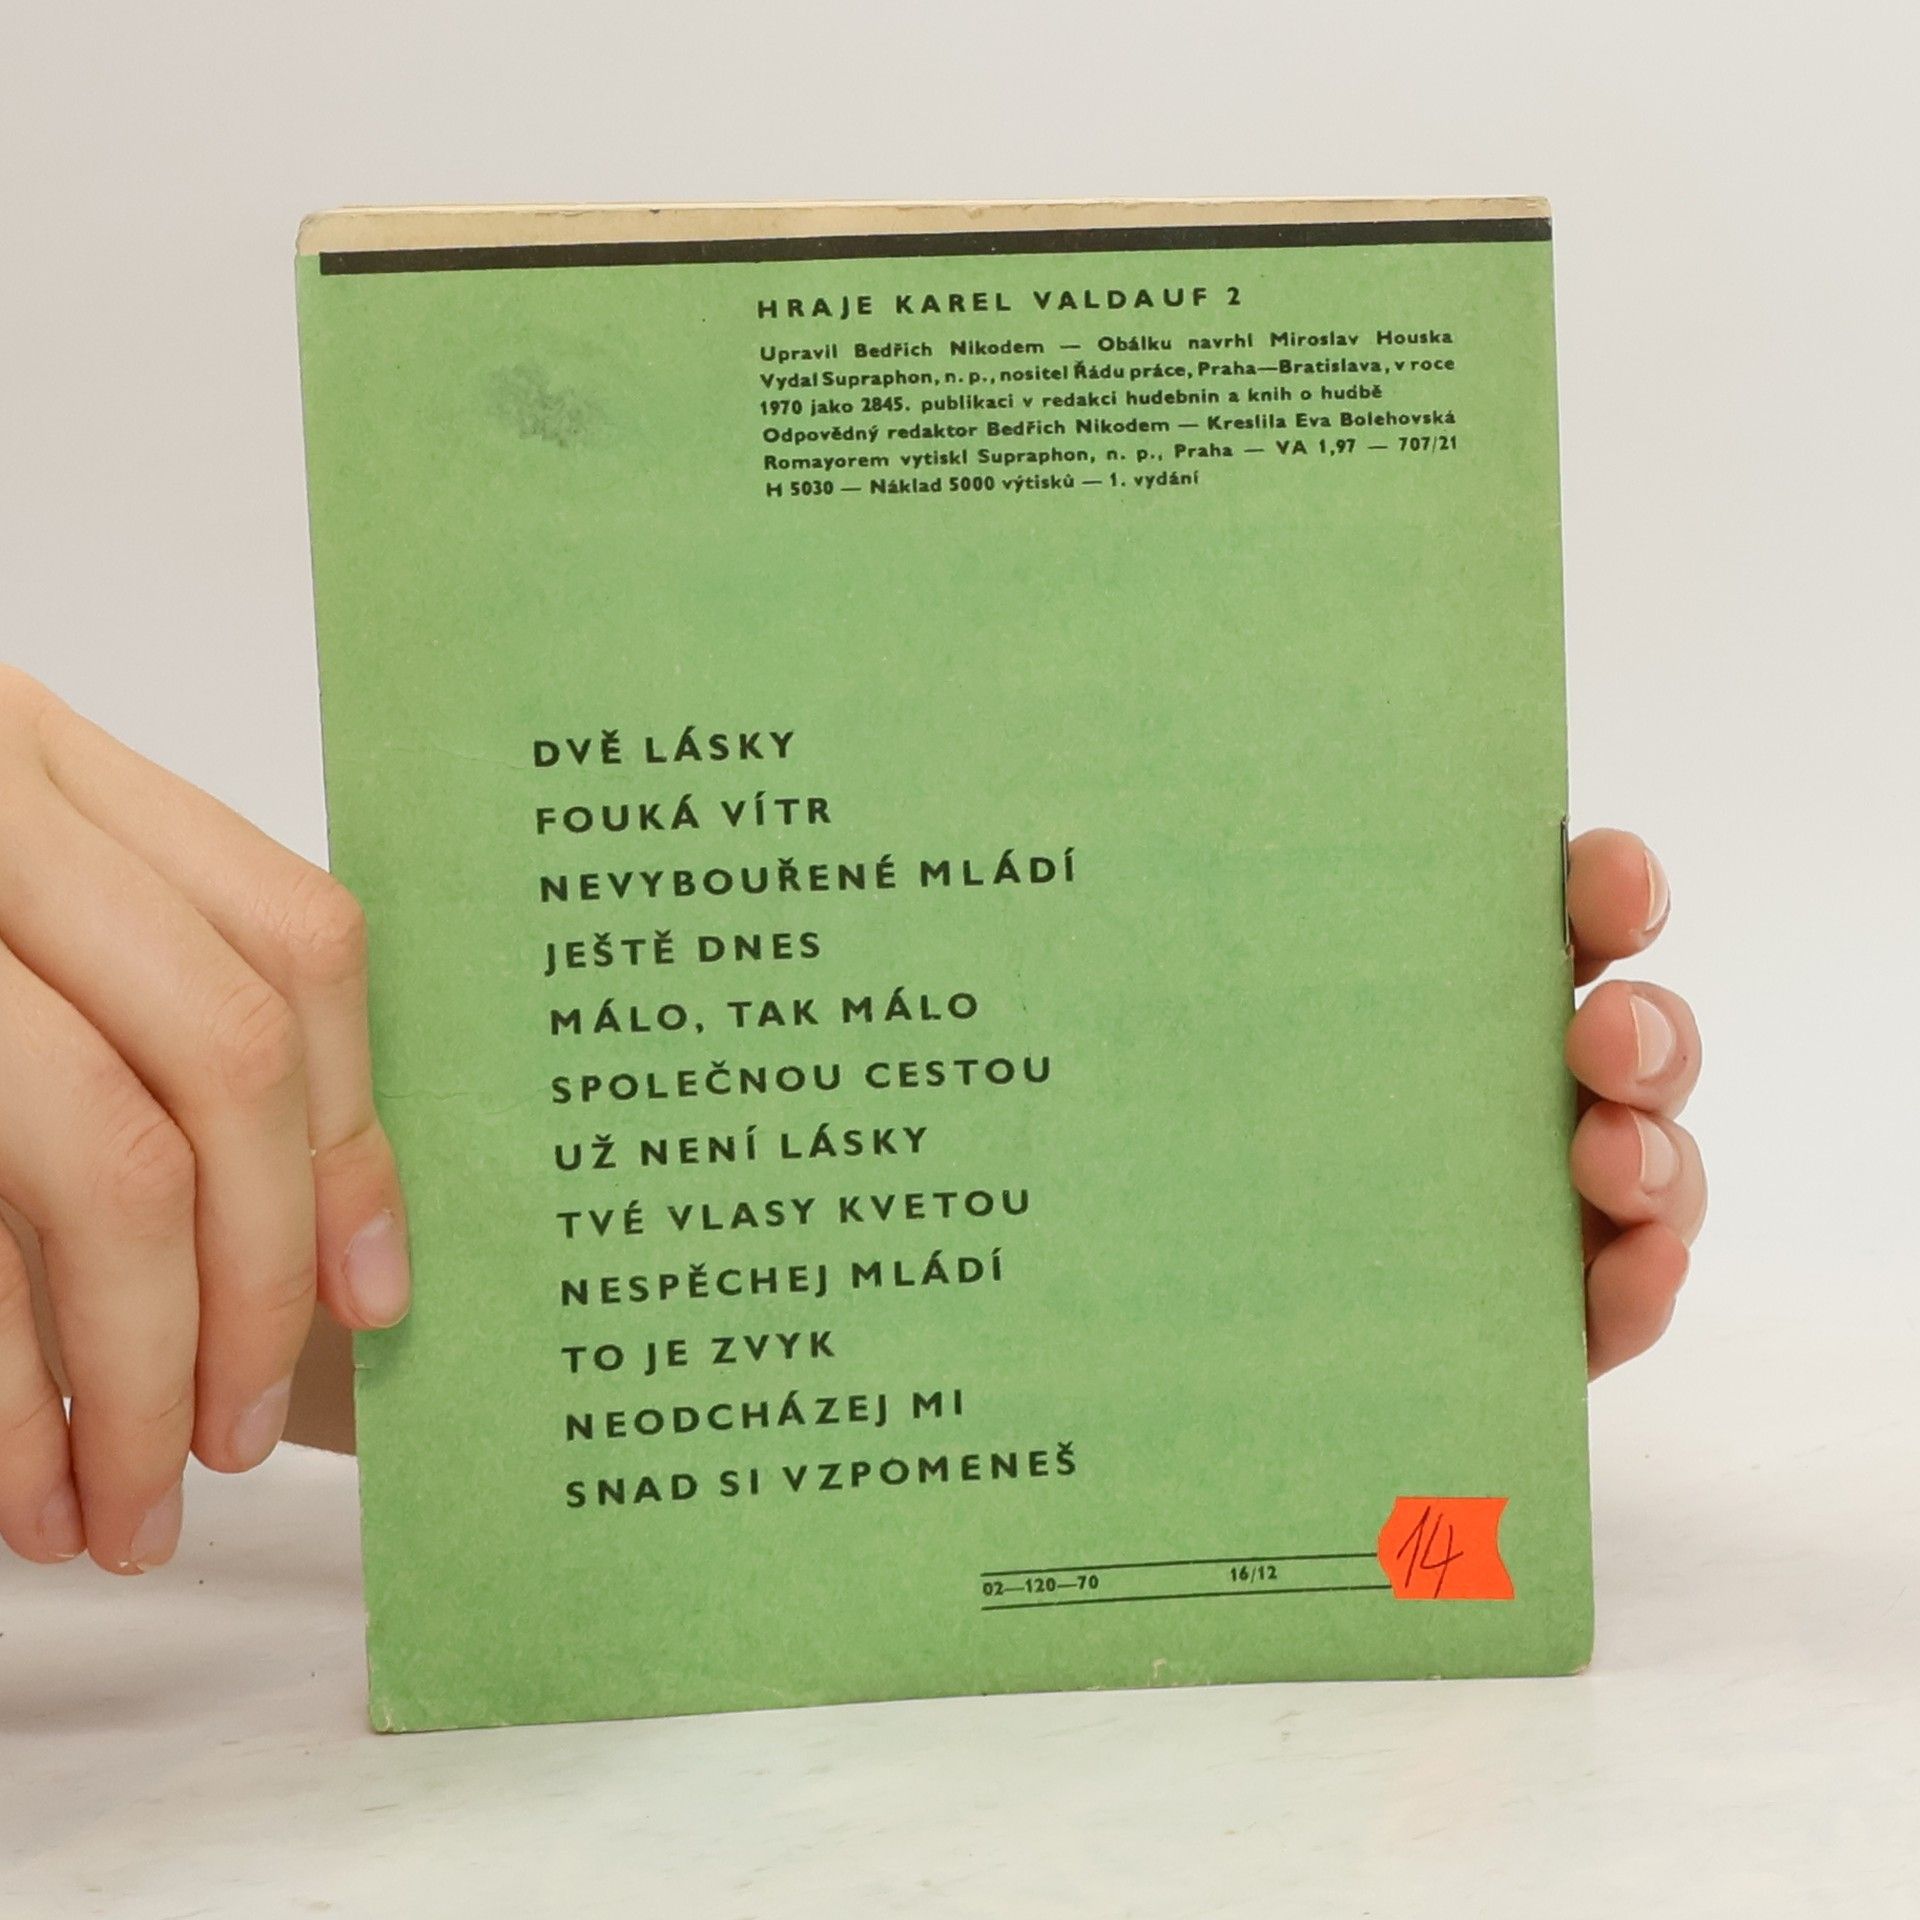 HRAJE KAREL VALDAUF 2
Upravil Bedřich Nikodem — Obálku navrhl Miroslav Houska
Vydal Supraphon, n. p., nositel Řádu práce, Praha—Bratislava, v roce
1970 jako 2845. publikaci v redakci hudebnin a knih o hudbě
Odpovědný redaktor Bedřich Nikodem — Kreslila Eva Bolehovská
Romayorem vytiskl Supraphon, n. p., Praha — VA 1,97 — 707/21
H 5030 — Náklad 5000 výtisků — 1. vydání
DVĚ LÁSKY
FOUKÁ VÍTR
NEVYBOUŘENÉ MLÁDÍ
JEŠTĚ DNES
MÁLO, TAK MÁLO
SPOLEČNOU CESTOU
UŽ NENÍ LÁSKY
TVÉ VLASY KVETOU
NESPĚCHEJ MLÁDÍ
TO JE ZVYK
NEODCHÁZEJ MI
SNAD SI VZPOMENEŠ
02—120—70 16/12
14